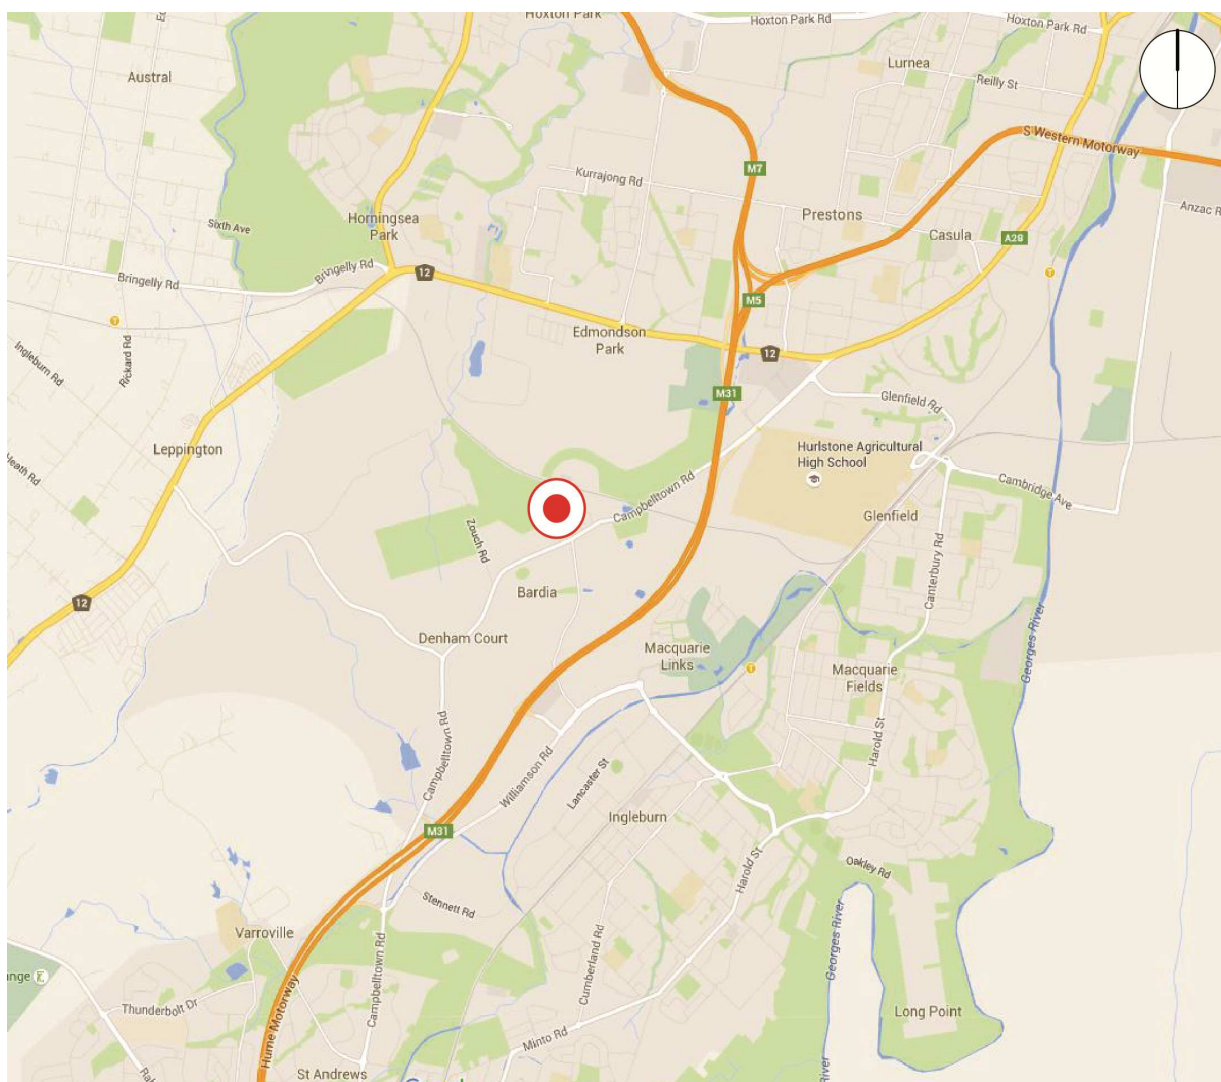 Hoxton Park
Hoxton Park Rd
Hoxton Park Rd
Lurnea
Austral
Reilly St
S Western Motorway
M7
Kurrajong Rd
Prestons
Anzac R
Horningsea
Park
Sixth Ave
Casula
A28
Bringelly Rd
Bringelly Rd
12
M5
T
T
Edmondson
Park
12
Ingleburn Rd
Rickard Rd
M31
Glenfield Rd
Leppington
Hurlstone Agricultural
High School
Heath Rd
Campbelltown Rd
Cambridge Ave
Glenfield
Zouch Rd
Bardia
Canterbury Rd
12
Denham Court
Macquarie
Links
Georges River
T
Macquarie
Fields
Campbelltown Rd
Williamson Rd
Lancaster St
Harold St
M31
Ingleburn
Harold St
Oakley Rd
Stennett Rd
Varroville
Campbelltown Rd
Cumberland Rd
Georges River
nge
Thunderbolt Dr
Hume Motorway
Long Point
Minto Rd
St Andrews
River